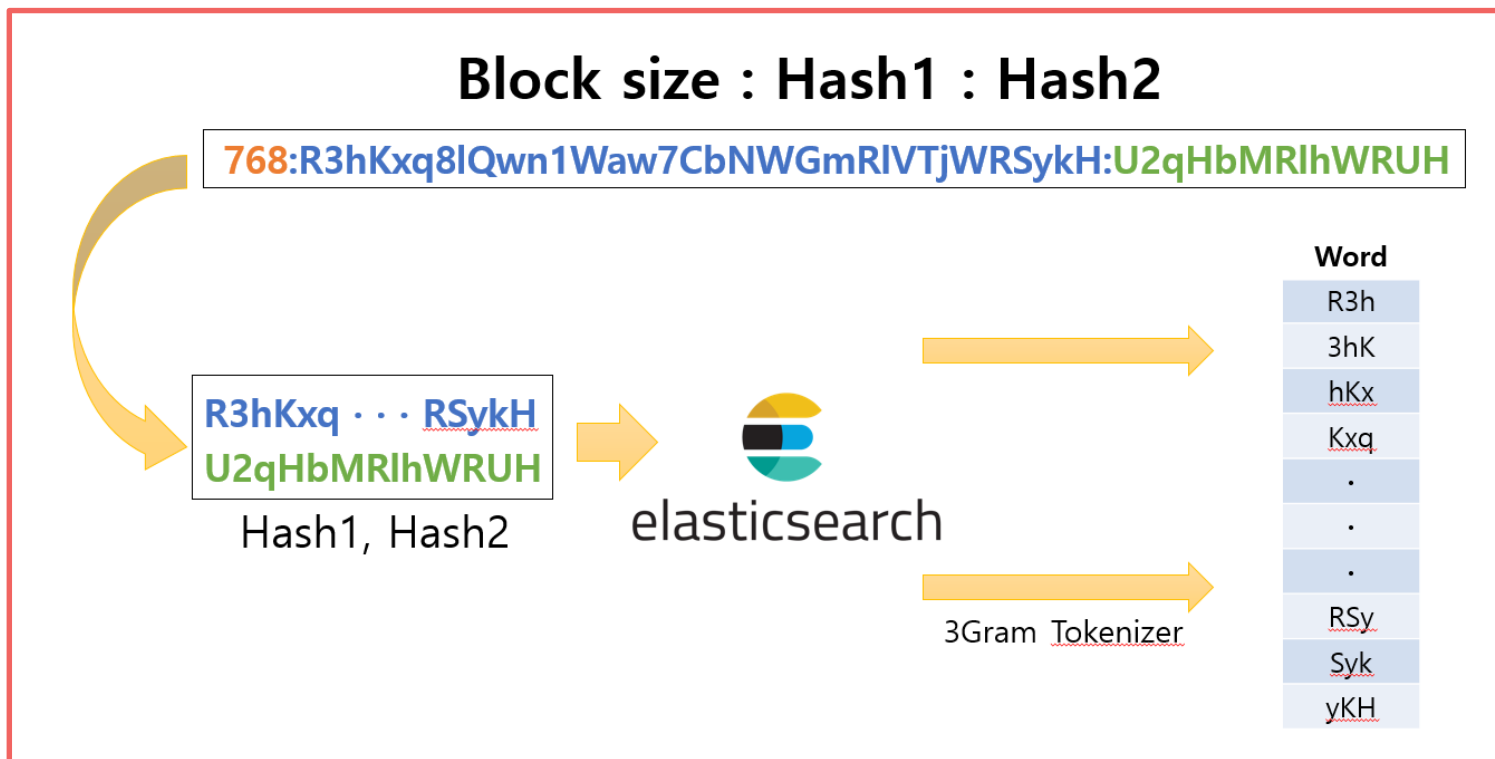 Block size : Hash1 : Hash2
768:R3hKxq8lQwn1Waw7CbNWGmRlVTjWRSykH:U2qHbMRlhWRUH
Word
R3h
3hK
hKx
Kxq
.
.
.
RSy
Syk
yKH
R3hKxq · · · RSykH
U2qHbMRlhWRUH
Hash1, Hash2
elasticsearch
3Gram Tokenizer